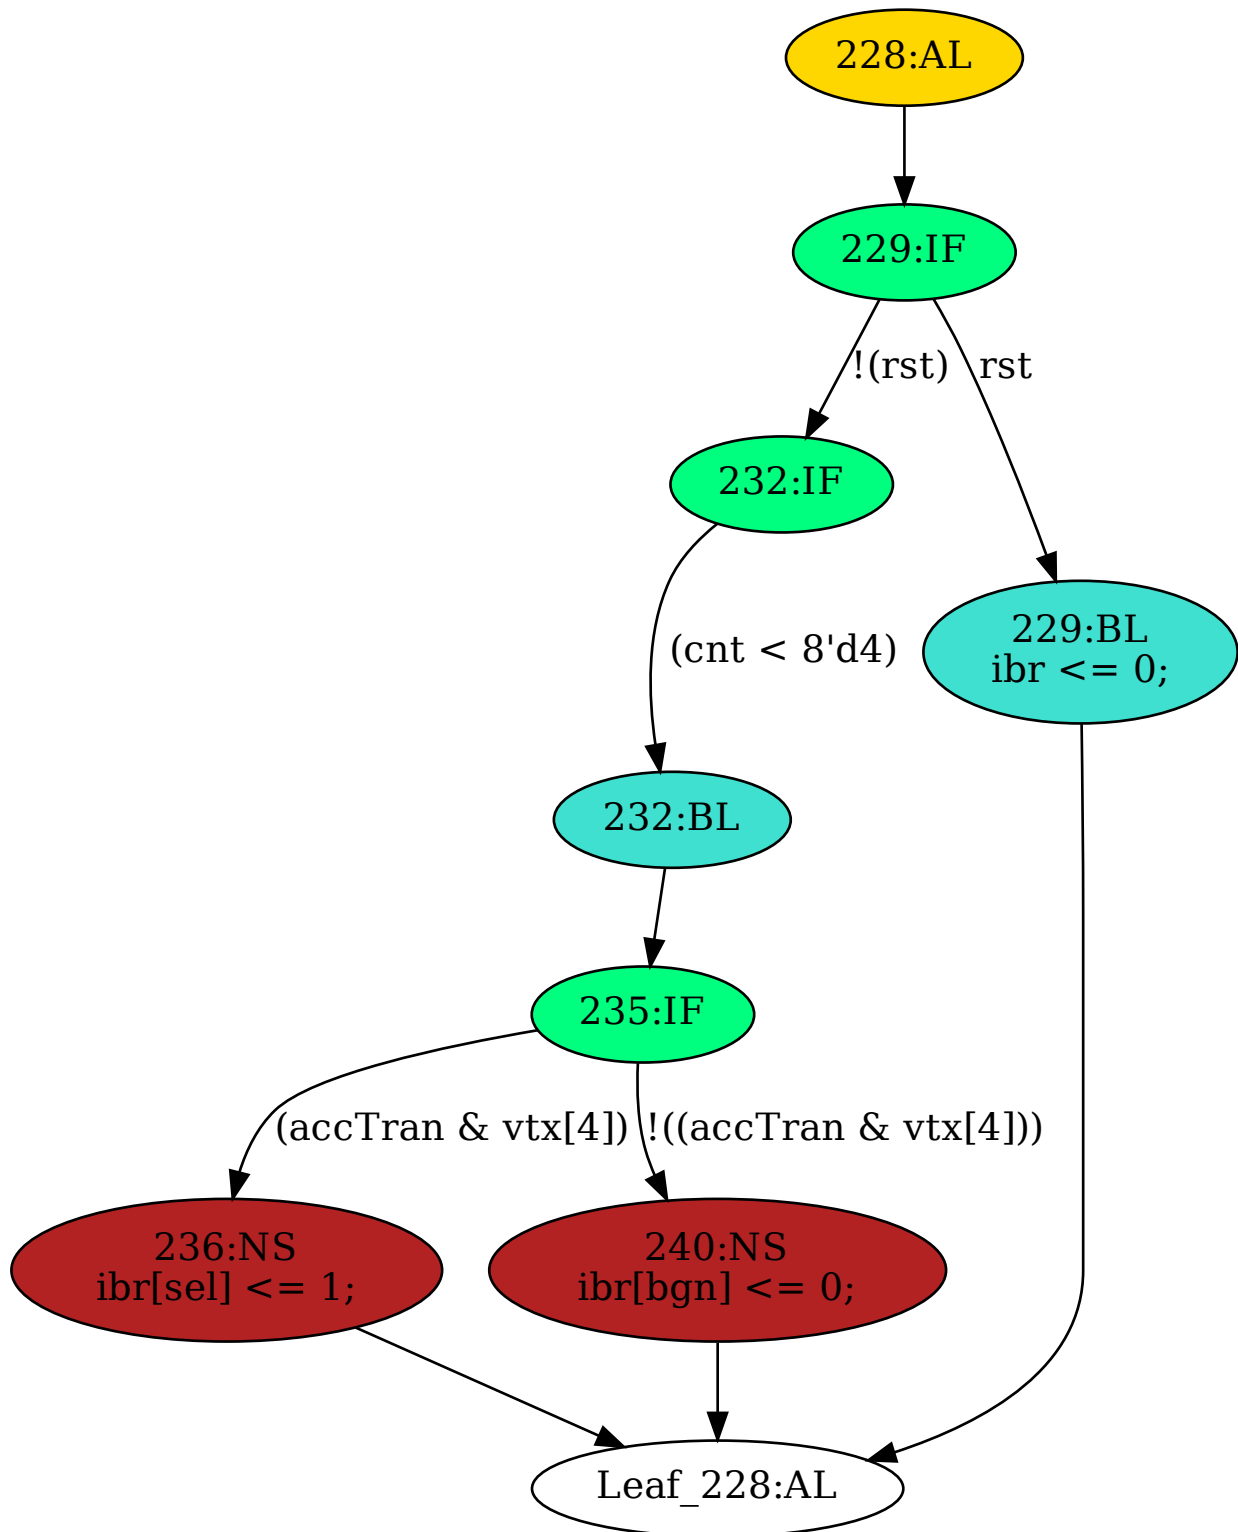 228:AL
229:IF
!(rst)
rst
232:IF
(cnt < 8'd4)
229:BL
ibr <= 0;
232:BL
235:IF
(accTran & vtx[4])
!((accTran & vtx[4]))
236:NS
ibr[sel] <= 1;
240:NS
ibr[bgn] <= 0;
Leaf_228:AL